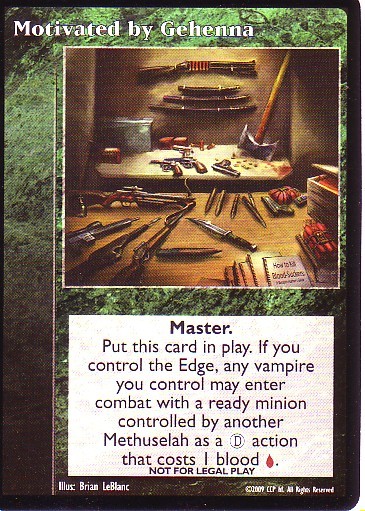 Motivated by Gehenna
How to Kill
Blood-Suckers
Master.
Put this card in play. If you
control the Edge, any vampire
you control may enter
combat with a ready minion
controlled by another
Methuselah as a Ⓓ action
that costs 1 blood .
NOT FOR LEGAL PLAY
Illus: Brian LeBlanc
©2009 CCP hf. All Rights Reserved